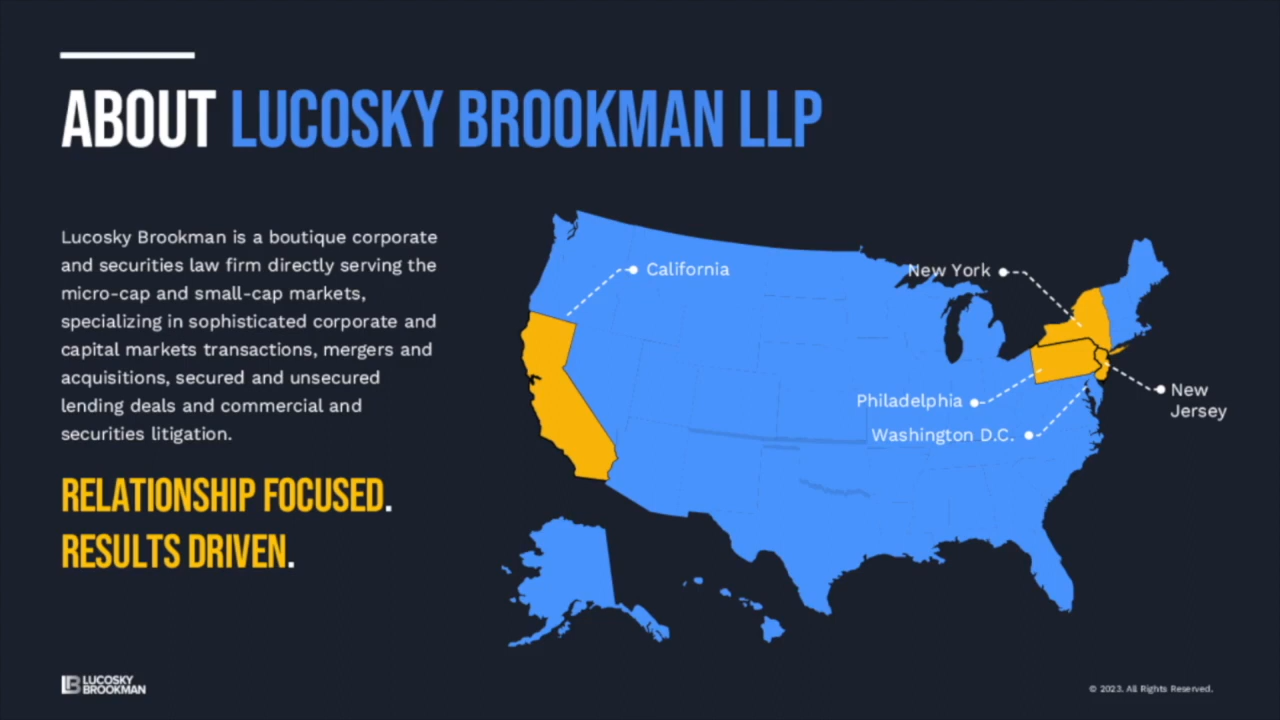 ABOUT LUCOSKY BROOKMAN LLP
Lucosky Brookman is a boutique corporate
and securities law firm directly serving the
micro-cap and small-cap markets,
specializing in sophisticated corporate and
capital markets transactions, mergers and
acquisitions, secured and unsecured
lending deals and commercial and
securities litigation.
RELATIONSHIP FOCUSED.
RESULTS DRIVEN.
California
New York
Philadelphia
Washington D.C.
New
Jersey
LB LUCOSKY
BROOKMAN
© 2023. All Rights Reserved.